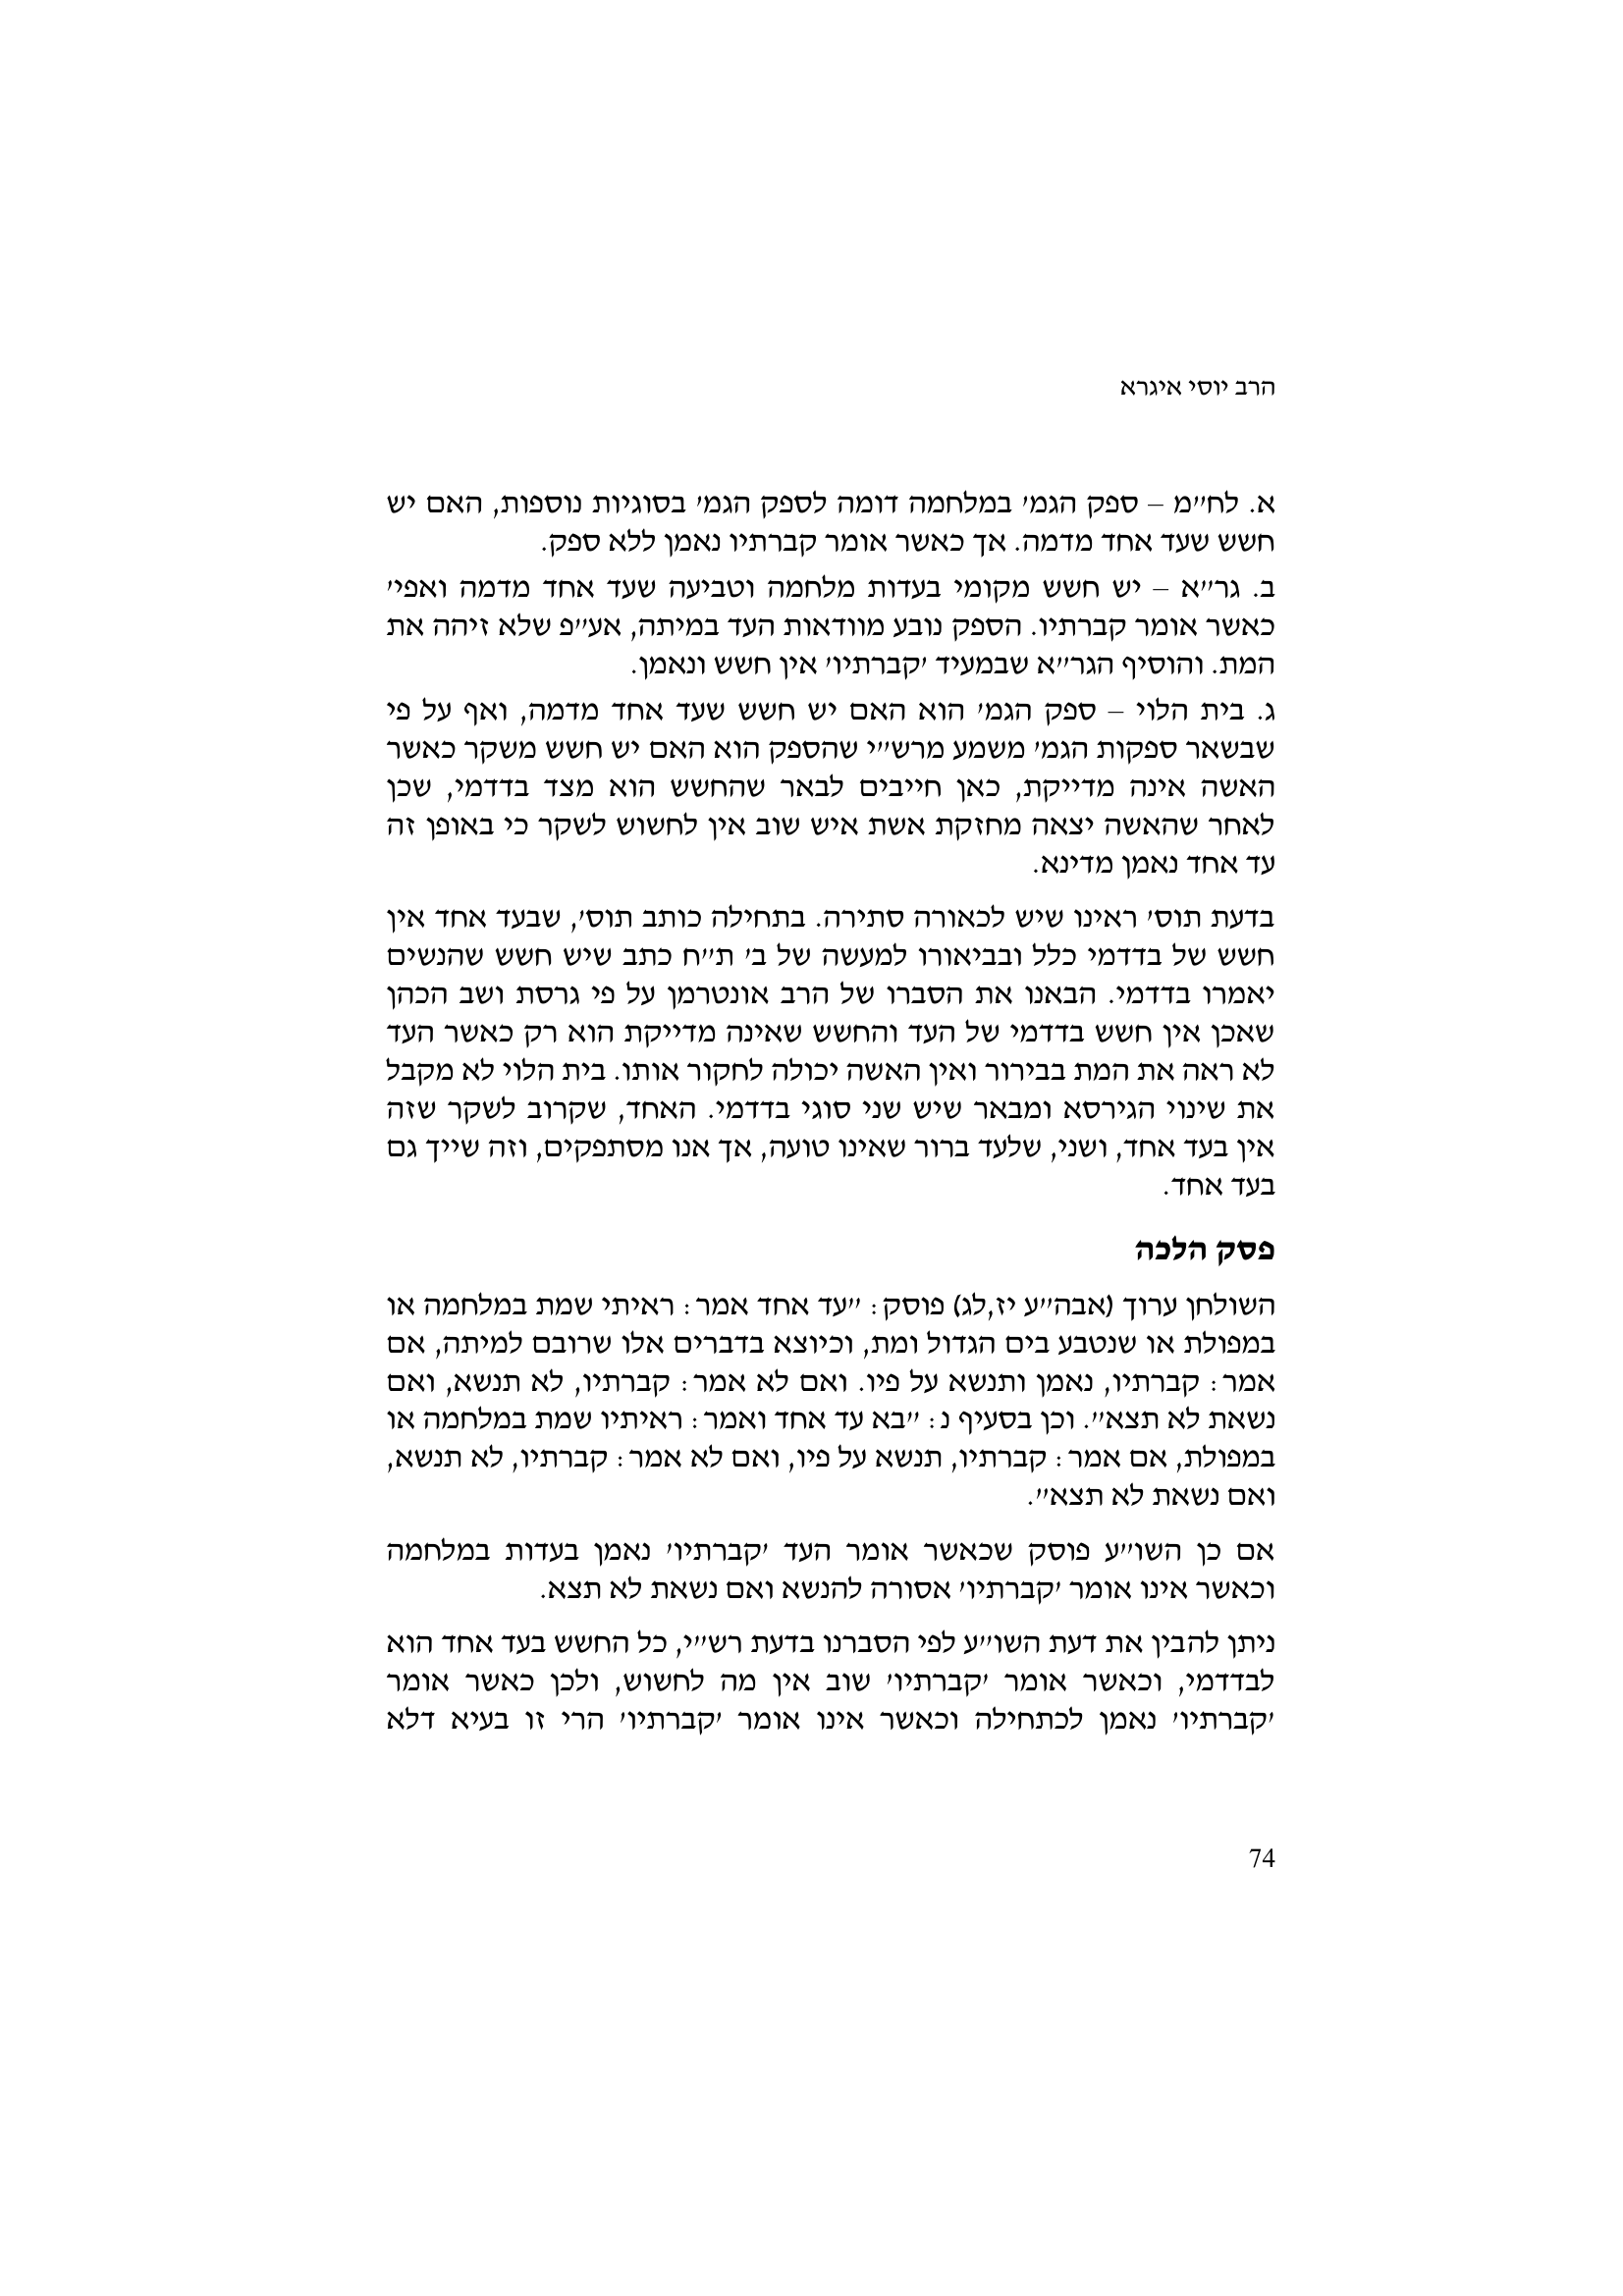 הרב יוסי איגרא
א. לח״מ – ספק הגמ׳ במלחמה דומה לספק הגמ׳ בסוגיות נוספות, האם יש
חשש שעד אחד מדמה. אך כאשר אומר קברתיו נאמן ללא ספק.
ב. גר״א – יש חשש מקומי בעדות מלחמה וטביעה שעד אחד מדמה ואפי׳
כאשר אומר קברתיו. הספק נובע מוודאות העד במיתה, אע״פ שלא זיהה את
המת. והוסיף הגר״א שבמעיד ׳קברתיו׳ אין חשש ונאמן.
ג. בית הלוי – ספק הגמ׳ הוא האם יש חשש שעד אחד מדמה, ואף על פי
שבשאר ספקות הגמ׳ משמע מרש״י שהספק הוא האם יש חשש משקר כאשר
האשה אינה מדייקת, כאן חייבים לבאר שהחשש הוא מצד בדדמי, שכן
לאחר שהאשה יצאה מחזקת אשת איש שוב אין לחשוש לשקר כי באופן זה
עד אחד נאמן מדינא.
בדעת תוס׳ ראינו שיש לכאורה סתירה. בתחילה כותב תוס׳, שבעד אחד אין
חשש של בדדמי כלל ובביאורו למעשה של ב׳ ת״ח כתב שיש חשש שהנשים
יאמרו בדדמי. הבאנו את הסברו של הרב אונטרמן על פי גרסת ושב הכהן
שאכן אין חשש בדדמי של העד והחשש שאינה מדייקת הוא רק כאשר העד
לא ראה את המת בבירור ואין האשה יכולה לחקור אותו. בית הלוי לא מקבל
את שינוי הגירסא ומבאר שיש שני סוגי בדדמי. האחד, שקרוב לשקר שזה
אין בעד אחד, ושני, שלעד ברור שאינו טועה, אך אנו מסתפקים, וזה שייך גם
בעד אחד.
פסק הלכה
השולחן ערוך (אבה״ע יז,לג) פוסק: ״עד אחד אמר: ראיתי שמת במלחמה או
במפולת או שנטבע בים הגדול ומת, וכיוצא בדברים אלו שרובם למיתה, אם
אמר: קברתיו, נאמן ותנשא על פיו. ואם לא אמר: קברתיו, לא תנשא, ואם
נשאת לא תצא״. וכן בסעיף נ: ״בא עד אחד ואמר: ראיתיו שמת במלחמה או
במפולת, אם אמר: קברתיו, תנשא על פיו, ואם לא אמר: קברתיו, לא תנשא,
ואם נשאת לא תצא״.
אם כן השו״ע פוסק שכאשר אומר העד ׳קברתיו׳ נאמן בעדות במלחמה
וכאשר אינו אומר ׳קברתיו׳ אסורה להנשא ואם נשאת לא תצא.
ניתן להבין את דעת השו״ע לפי הסברנו בדעת רש״י, כל החשש בעד אחד הוא
לבדדמי, וכאשר אומר ׳קברתיו׳ שוב אין מה לחשוש, ולכן כאשר אומר
׳קברתיו׳ נאמן לכתחילה וכאשר אינו אומר ׳קברתיו׳ הרי זו בעיא דלא
74